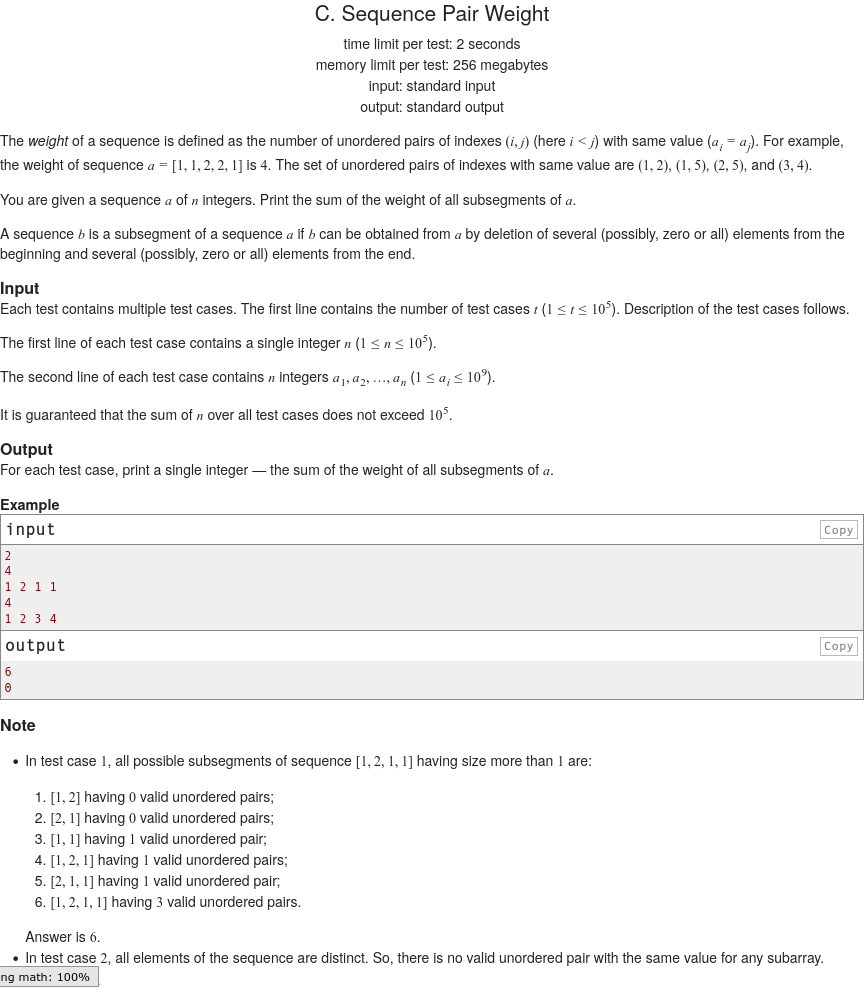 C. Sequence Pair Weight
time limit per test: 2 seconds
memory limit per test: 256 megabytes
input: standard input
output: standard output
The weight of a sequence is defined as the number of unordered pairs of indexes (i, j) (here i < j) with same value (a_i = a_j). For example,
the weight of sequence a = [1, 1, 2, 2, 1] is 4. The set of unordered pairs of indexes with same value are (1, 2), (1, 5), (2, 5), and (3, 4).
You are given a sequence a of n integers. Print the sum of the weight of all subsegments of a.
A sequence b is a subsegment of a sequence a if b can be obtained from a by deletion of several (possibly, zero or all) elements from the
beginning and several (possibly, zero or all) elements from the end.
Input
Each test contains multiple test cases. The first line contains the number of test cases t (1 ≤ t ≤ 10^5). Description of the test cases follows.
The first line of each test case contains a single integer n (1 ≤ n ≤ 10^5).
The second line of each test case contains n integers a_1, a_2, …, a_n (1 ≤ a_i ≤ 10^9).
It is guaranteed that the sum of n over all test cases does not exceed 10^5.
Output
For each test case, print a single integer — the sum of the weight of all subsegments of a.
Example
input Copy
2
4
1 2 1 1
4
1 2 3 4
output Copy
6
0
Note
• In test case 1, all possible subsegments of sequence [1, 2, 1, 1] having size more than 1 are:
1. [1, 2] having 0 valid unordered pairs;
2. [2, 1] having 0 valid unordered pairs;
3. [1, 1] having 1 valid unordered pair;
4. [1, 2, 1] having 1 valid unordered pairs;
5. [2, 1, 1] having 1 valid unordered pair;
6. [1, 2, 1, 1] having 3 valid unordered pairs.
Answer is 6.
• In test case 2, all elements of the sequence are distinct. So, there is no valid unordered pair with the same value for any subarray.
ng math: 100%